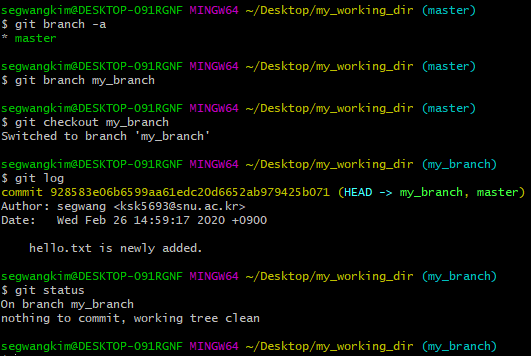 segwangkim@DESKTOP-091RGNF MINGW64 ~/Desktop/my_working_dir (master)
$ git branch -a
* master
segwangkim@DESKTOP-091RGNF MINGW64 ~/Desktop/my_working_dir (master)
$ git branch my_branch
segwangkim@DESKTOP-091RGNF MINGW64 ~/Desktop/my_working_dir (master)
$ git checkout my_branch
Switched to branch 'my_branch'
segwangkim@DESKTOP-091RGNF MINGW64 ~/Desktop/my_working_dir (my_branch)
$ git log
commit 928583e06b6599aa61edc20d6652ab979425b071 (HEAD -> my_branch, master)
Author: segwang <ksk5693@snu.ac.kr>
Date:   Wed Feb 26 14:59:17 2020 +0900
    hello.txt is newly added.
segwangkim@DESKTOP-091RGNF MINGW64 ~/Desktop/my_working_dir (my_branch)
$ git status
On branch my_branch
nothing to commit, working tree clean
segwangkim@DESKTOP-091RGNF MINGW64 ~/Desktop/my_working_dir (my_branch)